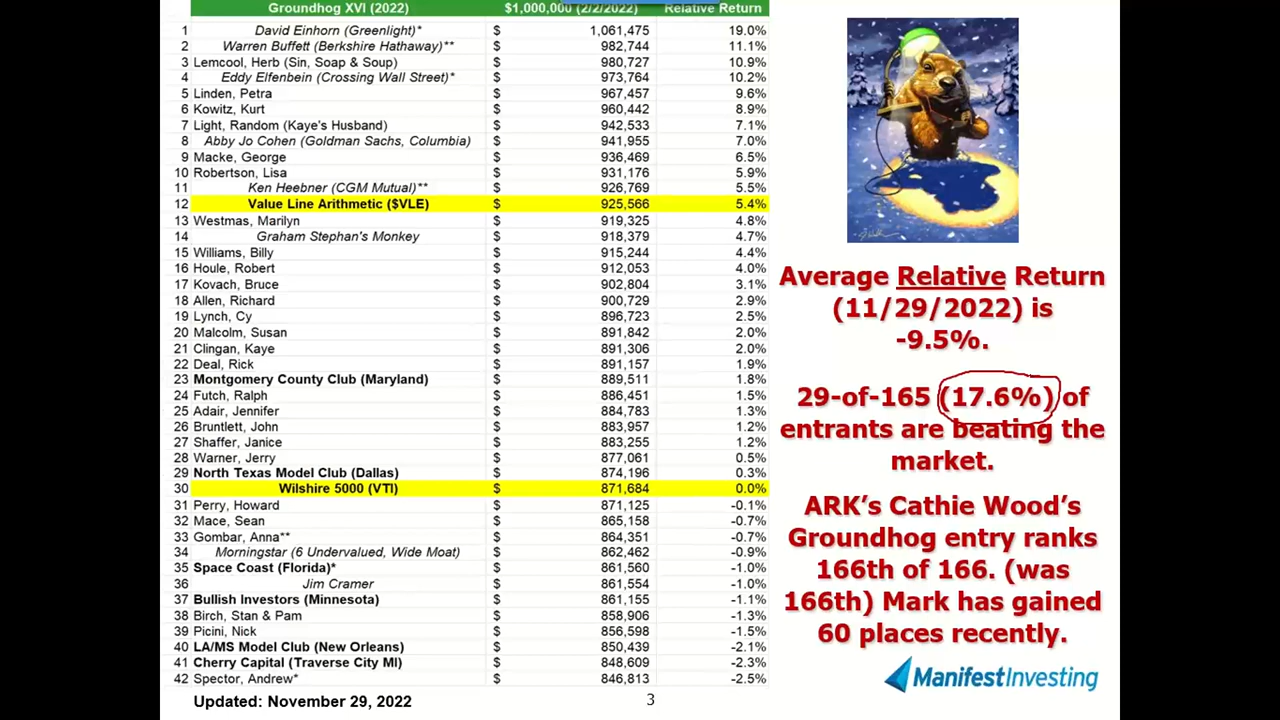 Groundhog XVI (2022) $1,000,000 (2/2/2022) Relative Return
1 David Einhorn (Greenlight)* $ 1,061,475 19.0%
2 Warren Buffett (Berkshire Hathaway)** $ 982,744 11.1%
3 Lemcool, Herb (Sin, Soap & Soup) $ 980,727 10.9%
4 Eddy Elfenbein (Crossing Wall Street)* $ 973,764 10.2%
5 Linden, Petra $ 967,457 9.6%
6 Kowitz, Kurt $ 960,442 8.9%
7 Light, Random (Kaye's Husband) $ 942,533 7.1%
8 Abby Jo Cohen (Goldman Sachs, Columbia) $ 941,955 7.0%
9 Macke, George $ 936,469 6.5%
10 Robertson, Lisa $ 931,176 5.9%
11 Ken Heebner (CGM Mutual)** $ 926,769 5.5%
12 Value Line Arithmetic ($VLE) $ 925,566 5.4%
13 Westmas, Marilyn $ 919,325 4.8%
14 Graham Stephan's Monkey $ 918,379 4.7%
15 Williams, Billy $ 915,244 4.4%
16 Houle, Robert $ 912,053 4.0%
17 Kovach, Bruce $ 902,804 3.1%
18 Allen, Richard $ 900,729 2.9%
19 Lynch, Cy $ 896,723 2.5%
20 Malcolm, Susan $ 891,842 2.0%
21 Clingan, Kaye $ 891,306 2.0%
22 Deal, Rick $ 891,157 1.9%
23 Montgomery County Club (Maryland) $ 889,511 1.8%
24 Futch, Ralph $ 886,451 1.5%
25 Adair, Jennifer $ 884,783 1.3%
26 Bruntlett, John $ 883,957 1.2%
27 Shaffer, Janice $ 883,255 1.2%
28 Warner, Jerry $ 877,061 0.5%
29 North Texas Model Club (Dallas) $ 874,196 0.3%
30 Wilshire 5000 (VTI) $ 871,684 0.0%
31 Perry, Howard $ 871,125 -0.1%
32 Mace, Sean $ 865,158 -0.7%
33 Gombar, Anna** $ 864,351 -0.7%
34 Morningstar (6 Undervalued, Wide Moat) $ 862,462 -0.9%
35 Space Coast (Florida)* $ 861,560 -1.0%
36 Jim Cramer $ 861,554 -1.0%
37 Bullish Investors (Minnesota) $ 861,155 -1.1%
38 Birch, Stan & Pam $ 858,906 -1.3%
39 Picini, Nick $ 856,598 -1.5%
40 LA/MS Model Club (New Orleans) $ 850,439 -2.1%
41 Cherry Capital (Traverse City MI) $ 848,609 -2.3%
42 Spector, Andrew* $ 846,813 -2.5%
Updated: November 29, 2022
3
Average Relative Return
(11/29/2022) is
-9.5%.
29-of-165 (17.6%) of
entrants are beating the
market.
ARK’s Cathie Wood’s
Groundhog entry ranks
166th of 166. (was
166th) Mark has gained
60 places recently.
ManifestInvesting